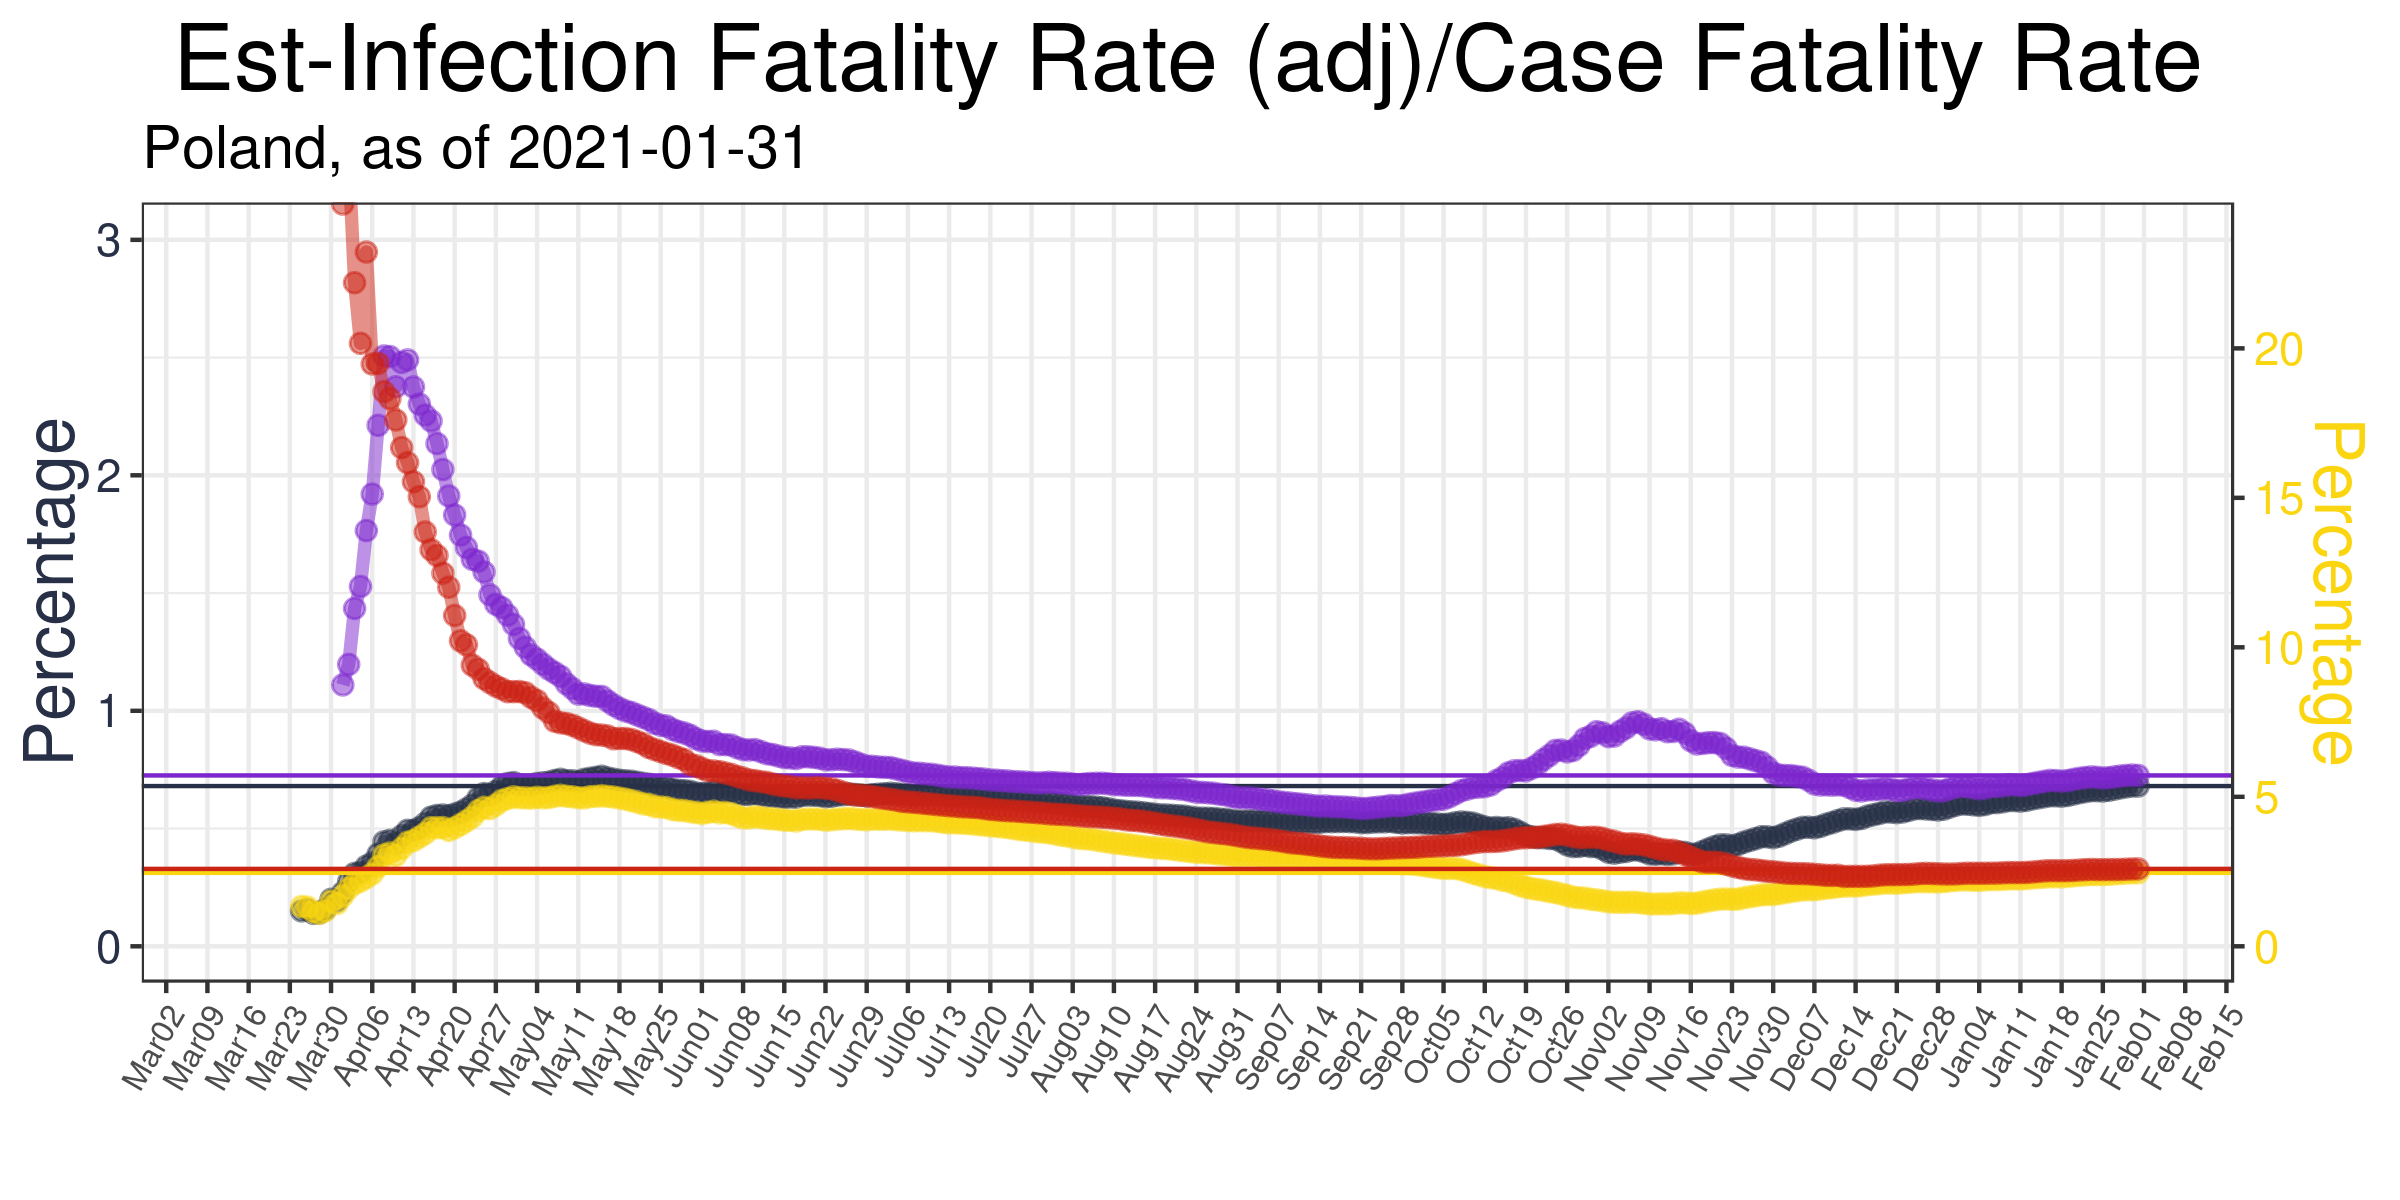 Est-Infection Fatality Rate (adj)/Case Fatality Rate
Poland, as of 2021-01-31
Percentage
3
2
1
0
20
15
10
5
0
Percentage
Mar02
Mar09
Mar16
Mar23
Mar30
Apr06
Apr13
Apr20
Apr27
May04
May11
May18
May25
Jun01
Jun08
Jun15
Jun22
Jun29
Jul06
Jul13
Jul20
Jul27
Aug03
Aug10
Aug17
Aug24
Aug31
Sep07
Sep14
Sep21
Sep28
Oct05
Oct12
Oct19
Oct26
Nov02
Nov09
Nov16
Nov23
Nov30
Dec07
Dec14
Dec21
Dec28
Jan04
Jan11
Jan18
Jan25
Feb01
Feb08
Feb15